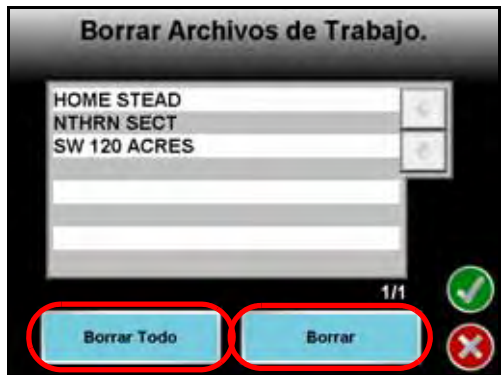 Borrar Archivos de Trabajo.
HOME STEAD
NTHRN SECT
SW 120 ACRES
1/1
Borrar Todo
Borrar